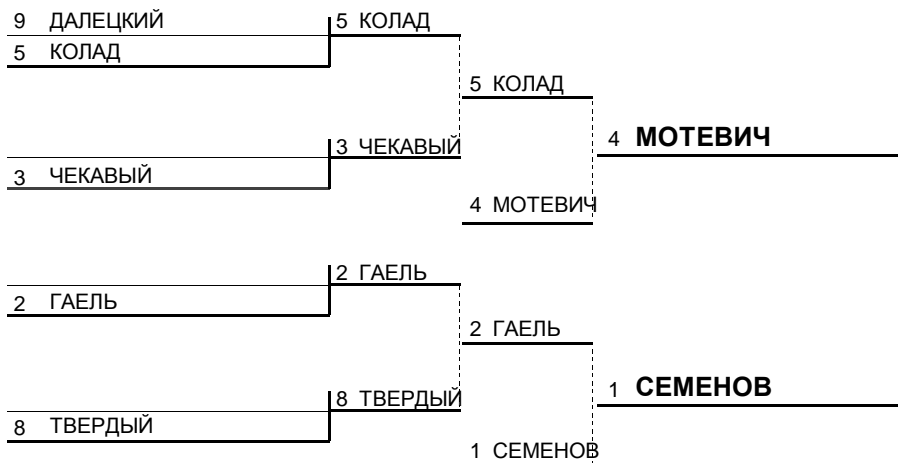 9 ДАЛЕЦКИЙ 5 КОЛАД
5 КОЛАД
5 КОЛАД
3 ЧЕКАВЫЙ 4 МОТЕВИЧ
3 ЧЕКАВЫЙ
4 МОТЕВИЧ
2 ГАЕЛЬ
2 ГАЕЛЬ
2 ГАЕЛЬ
8 ТВЕРДЫЙ 1 СЕМЕНОВ
8 ТВЕРДЫЙ
1 СЕМЕНОВ